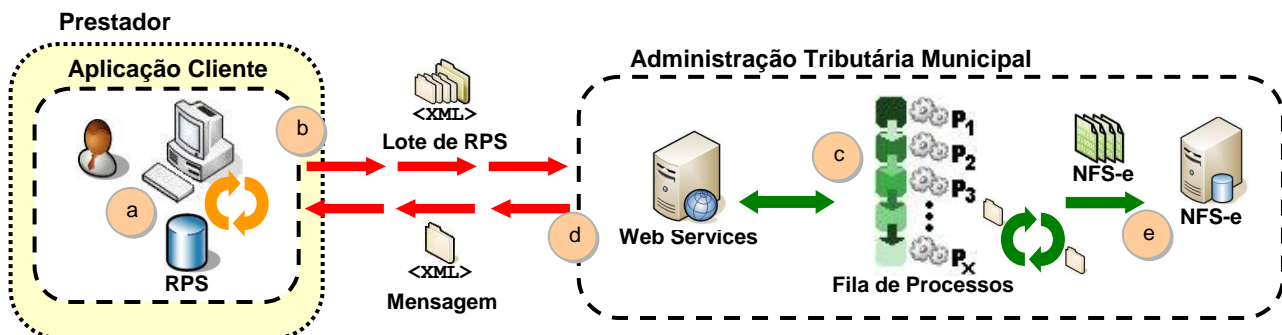 Prestador
Aplicação Cliente
a
RPS
b
<XML>
Lote de RPS
<XML>
Mensagem
d
Administração Tributária Municipal
Web Services
c
P1
P2
P3
Px
Fila de Processos
NFS-e
e
NFS-e